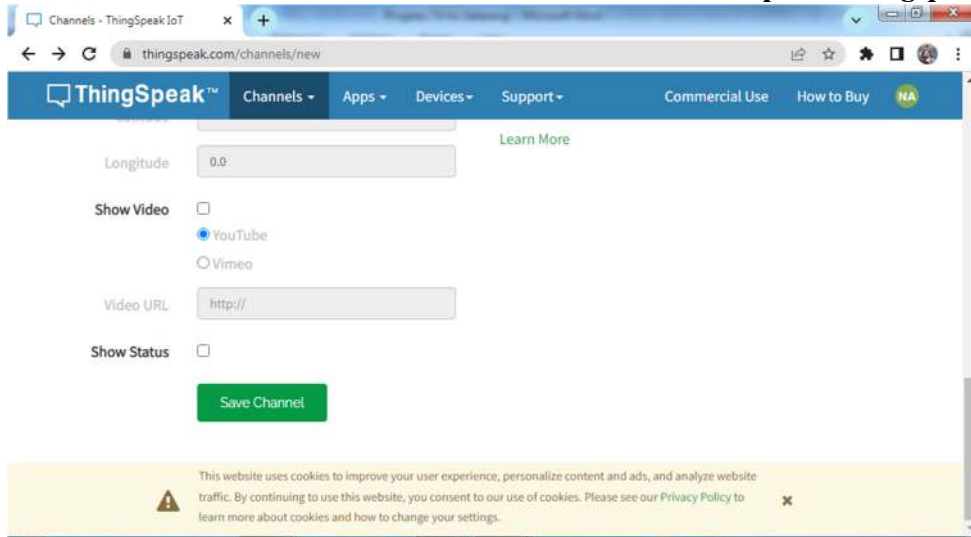 Channels - ThingSpeak IoT
thingspeak.com/channels/new
ThingSpeak™ Channels Apps Devices Support Commercial Use How to Buy NA
Learn More
Longitude 0.0
Show Video
YouTube
Vimeo
Video URL http://
Show Status
Save Channel
This website uses cookies to improve your user experience, personalize content and ads, and analyze website
traffic. By continuing to use this website, you consent to our use of cookies. Please see our Privacy Policy to
learn more about cookies and how to change your settings.